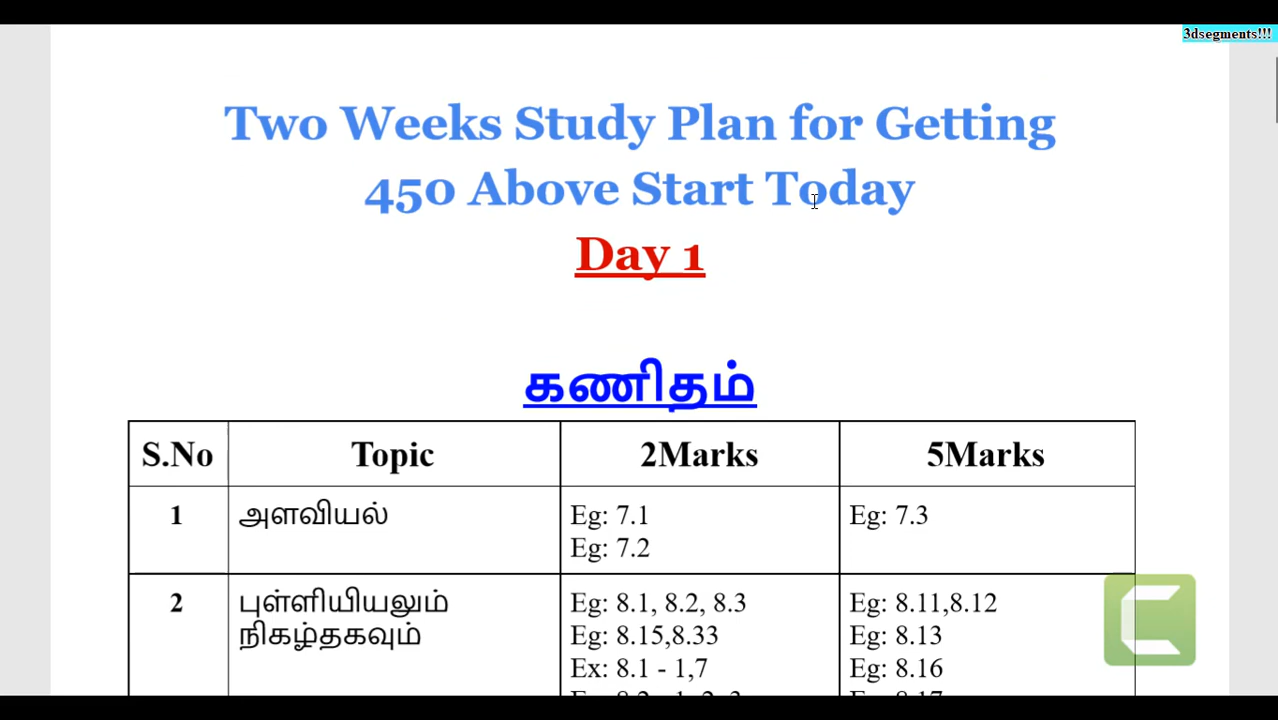 3dsegments!!!
Two Weeks Study Plan for Getting
450 Above Start Today
Day 1
கணிதம்
S.No Topic 2Marks 5Marks
1 அளவியல் Eg: 7.1 Eg: 7.3
Eg: 7.2
2 புள்ளியியலும் Eg: 8.1, 8.2, 8.3 Eg: 8.11,8.12
நிகழ்தகவும் Eg: 8.15,8.33 Eg: 8.13
Ex: 8.1 - 1,7 Eg: 8.16